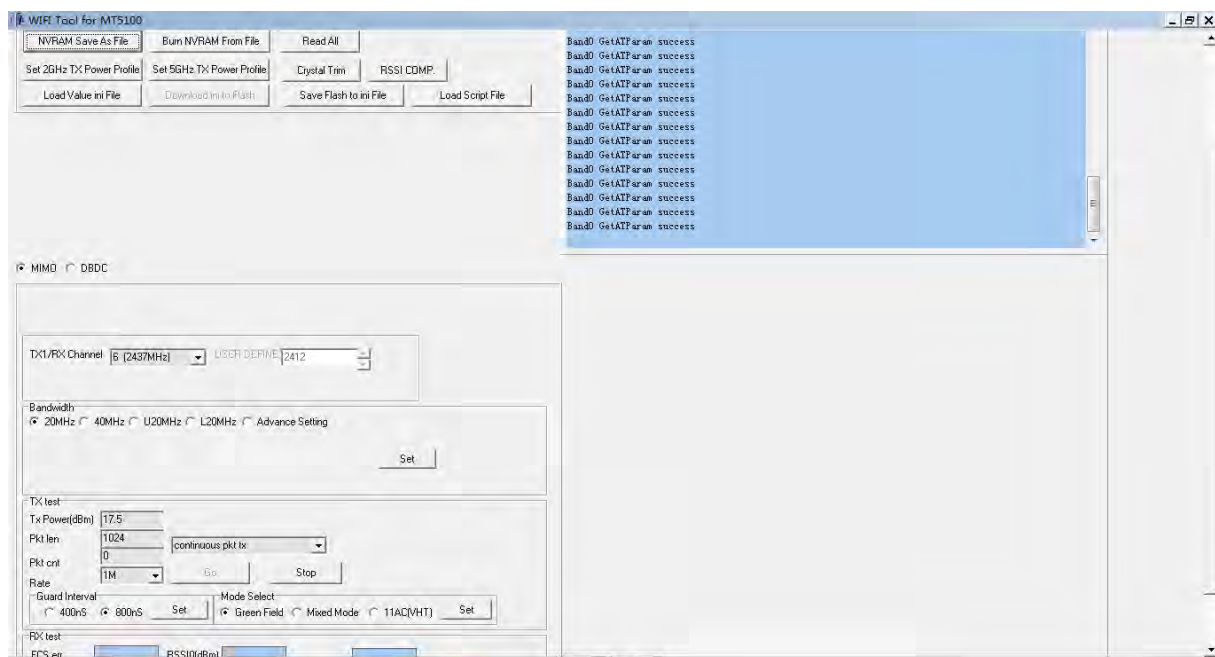 WIFI Tool for MT5100
NVRAM Save As File Burn NVRAM From File Read All
Set 2GHz TX Power Profile Set 5GHz TX Power Profile Crystal Trim RSSI COMP.
Load Value ini File Download ini to Flash Save Flash to ini File Load Script File
Band0 GetATParam success
Band0 GetATParam success
Band0 GetATParam success
Band0 GetATParam success
Band0 GetATParam success
Band0 GetATParam success
Band0 GetATParam success
Band0 GetATParam success
Band0 GetATParam success
Band0 GetATParam success
Band0 GetATParam success
Band0 GetATParam success
Band0 GetATParam success
Band0 GetATParam success
MIMO DBDC
TX1/RX Channel 6 (2437MHz) USER DEFINE 2412
Bandwidth
20MHz 40MHz U20MHz L20MHz Advance Setting
Set
TX test
Tx Power(dBm) 17.5
Pkt len 1024 continuous pkt tx
Pkt cnt 0
Rate 1M Go Stop
Guard Interval Mode Select
400nS 800nS Set Green Field Mixed Mode 11AC(VHT) Set
RX test
FCS err RSSI0(dBm)